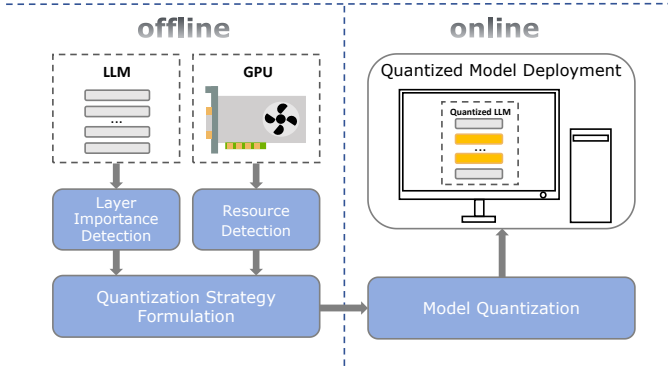 offline
online
LLM
GPU
Quantized Model Deployment
Quantized LLM
...
...
Layer
Importance
Detection
Resource
Detection
Quantization Strategy
Formulation
Model Quantization